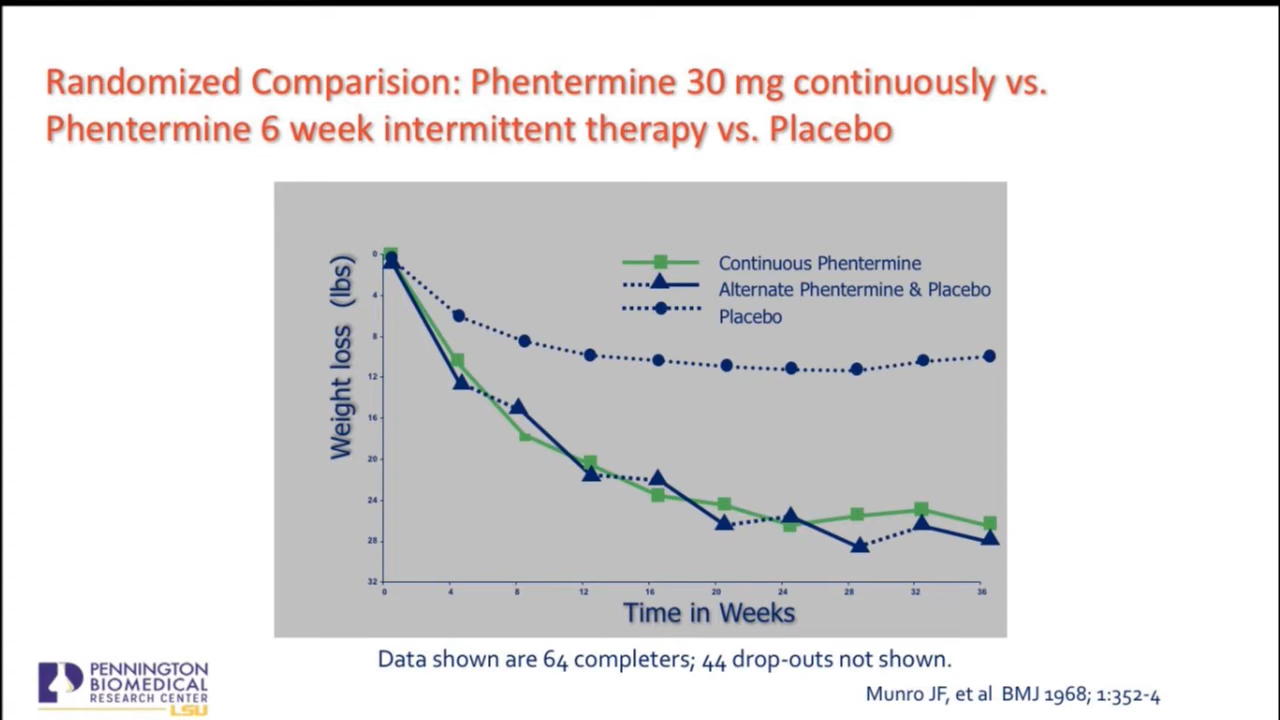 Randomized Comparision: Phentermine 30 mg continuously vs.
Phentermine 6 week intermittent therapy vs. Placebo
Continuous Phentermine
Alternate Phentermine & Placebo
Placebo
Weight loss (lbs)
0
4
8
12
16
20
24
28
32
0 4 8 12 16 20 24 28 32 36
Time in Weeks
Data shown are 64 completers; 44 drop-outs not shown.
Munro JF, et al BMJ 1968; 1:352-4
PENNINGTON
BIOMEDICAL
RESEARCH CENTER
LSU